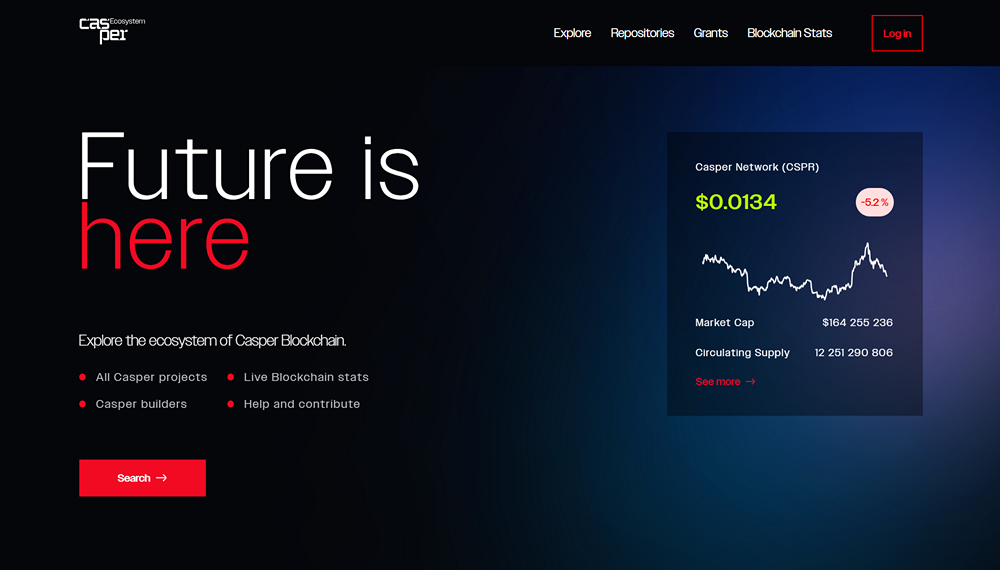 cas Ecosystem
per
Explore Repositories Grants Blockchain Stats Log in
Future is
here
Explore the ecosystem of Casper Blockchain.
All Casper projects Live Blockchain stats
Casper builders Help and contribute
Search →
Casper Network (CSPR)
$0.0134 -5.2 %
Market Cap $164 255 236
Circulating Supply 12 251 290 806
See more →